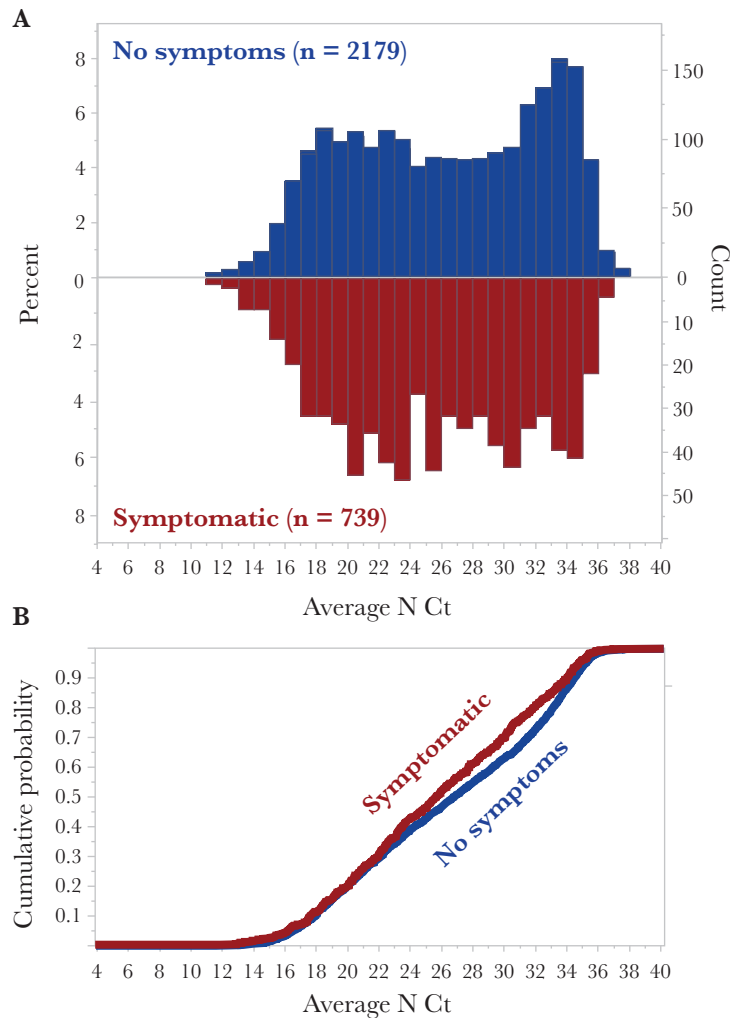 A
No symptoms (n = 2179)
8
6
4
2
0
2
4
6
8
Percent
150
100
50
0
10
20
30
40
50
Count
Symptomatic (n = 739)
4 6 8 10 12 14 16 18 20 22 24 26 28 30 32 34 36 38 40
Average N Ct
B
0.9
0.8
0.7
0.6
0.5
0.4
0.3
0.2
0.1
Cumulative probability
Symptomatic
No symptoms
4 6 8 10 12 14 16 18 20 22 24 26 28 30 32 34 36 38 40
Average N Ct